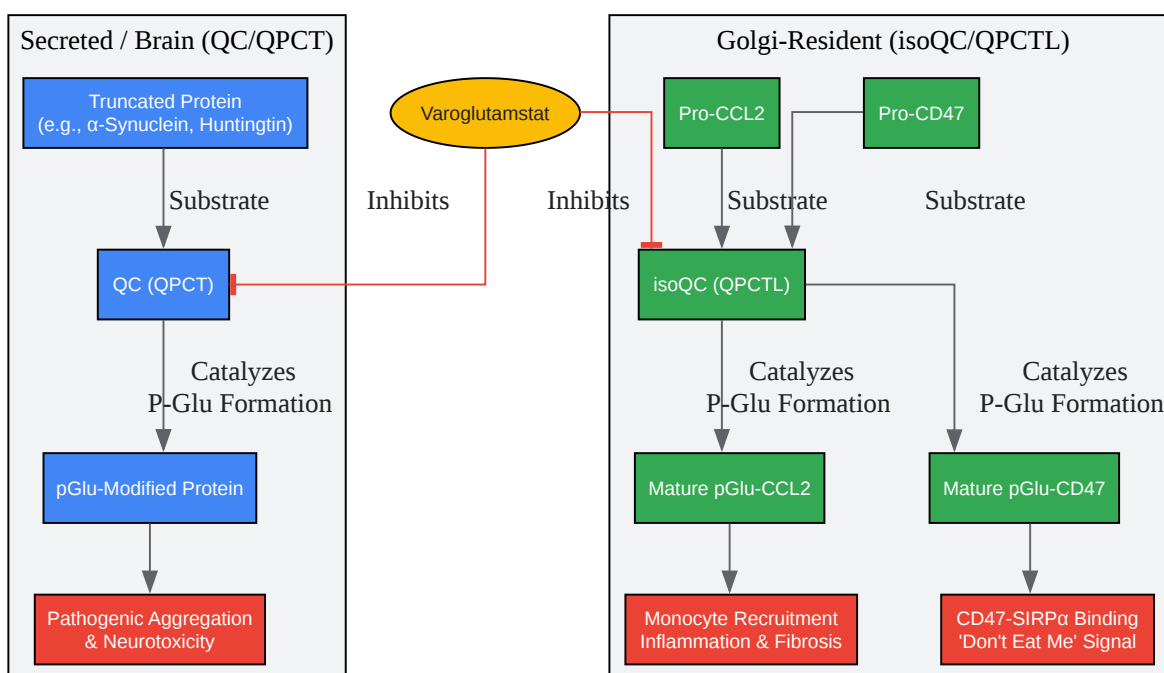 Secreted / Brain (QC/QPCT)
Golgi-Resident (isoQC/QPCTL)
Truncated Protein
(e.g., α-Synuclein, Huntingtin)
Varoglutamstat
Pro-CCL2
Pro-CD47
Substrate
Inhibits
Inhibits
Substrate
Substrate
QC (QPCT)
isoQC (QPCTL)
Catalyzes
P-Glu Formation
Catalyzes
P-Glu Formation
Catalyzes
P-Glu Formation
pGlu-Modified Protein
Mature pGlu-CCL2
Mature pGlu-CD47
Pathogenic Aggregation
& Neurotoxicity
Monocyte Recruitment
Inflammation & Fibrosis
CD47-SIRPα Binding
'Don't Eat Me' Signal